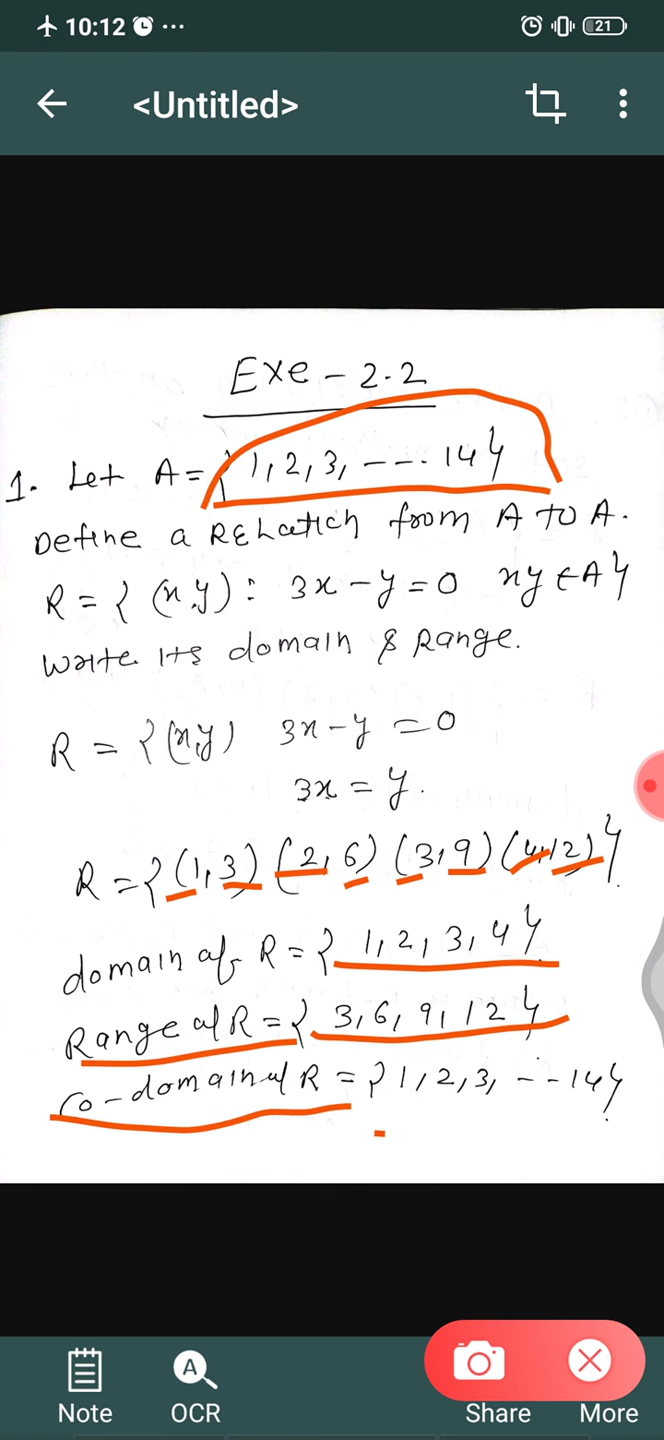 10:12
21
<Untitled>
Exe - 2.2
1. Let A = { 1, 2, 3, --- 14 }
Define a RELation from A TO A.
R = { (x y) : 3x - y = 0 xy ∈ A }
Write Its domain & Range.
R = { (x,y) 3x - y = 0
3x = y.
R = { (1, 3) (2, 6) (3, 9) (4, 12) }
domain of R = { 1, 2, 3, 4 }
Range of R = { 3, 6, 9, 12 }
Co-domain of R = { 1, 2, 3, - - 14 }
Note
A
OCR
Share
More